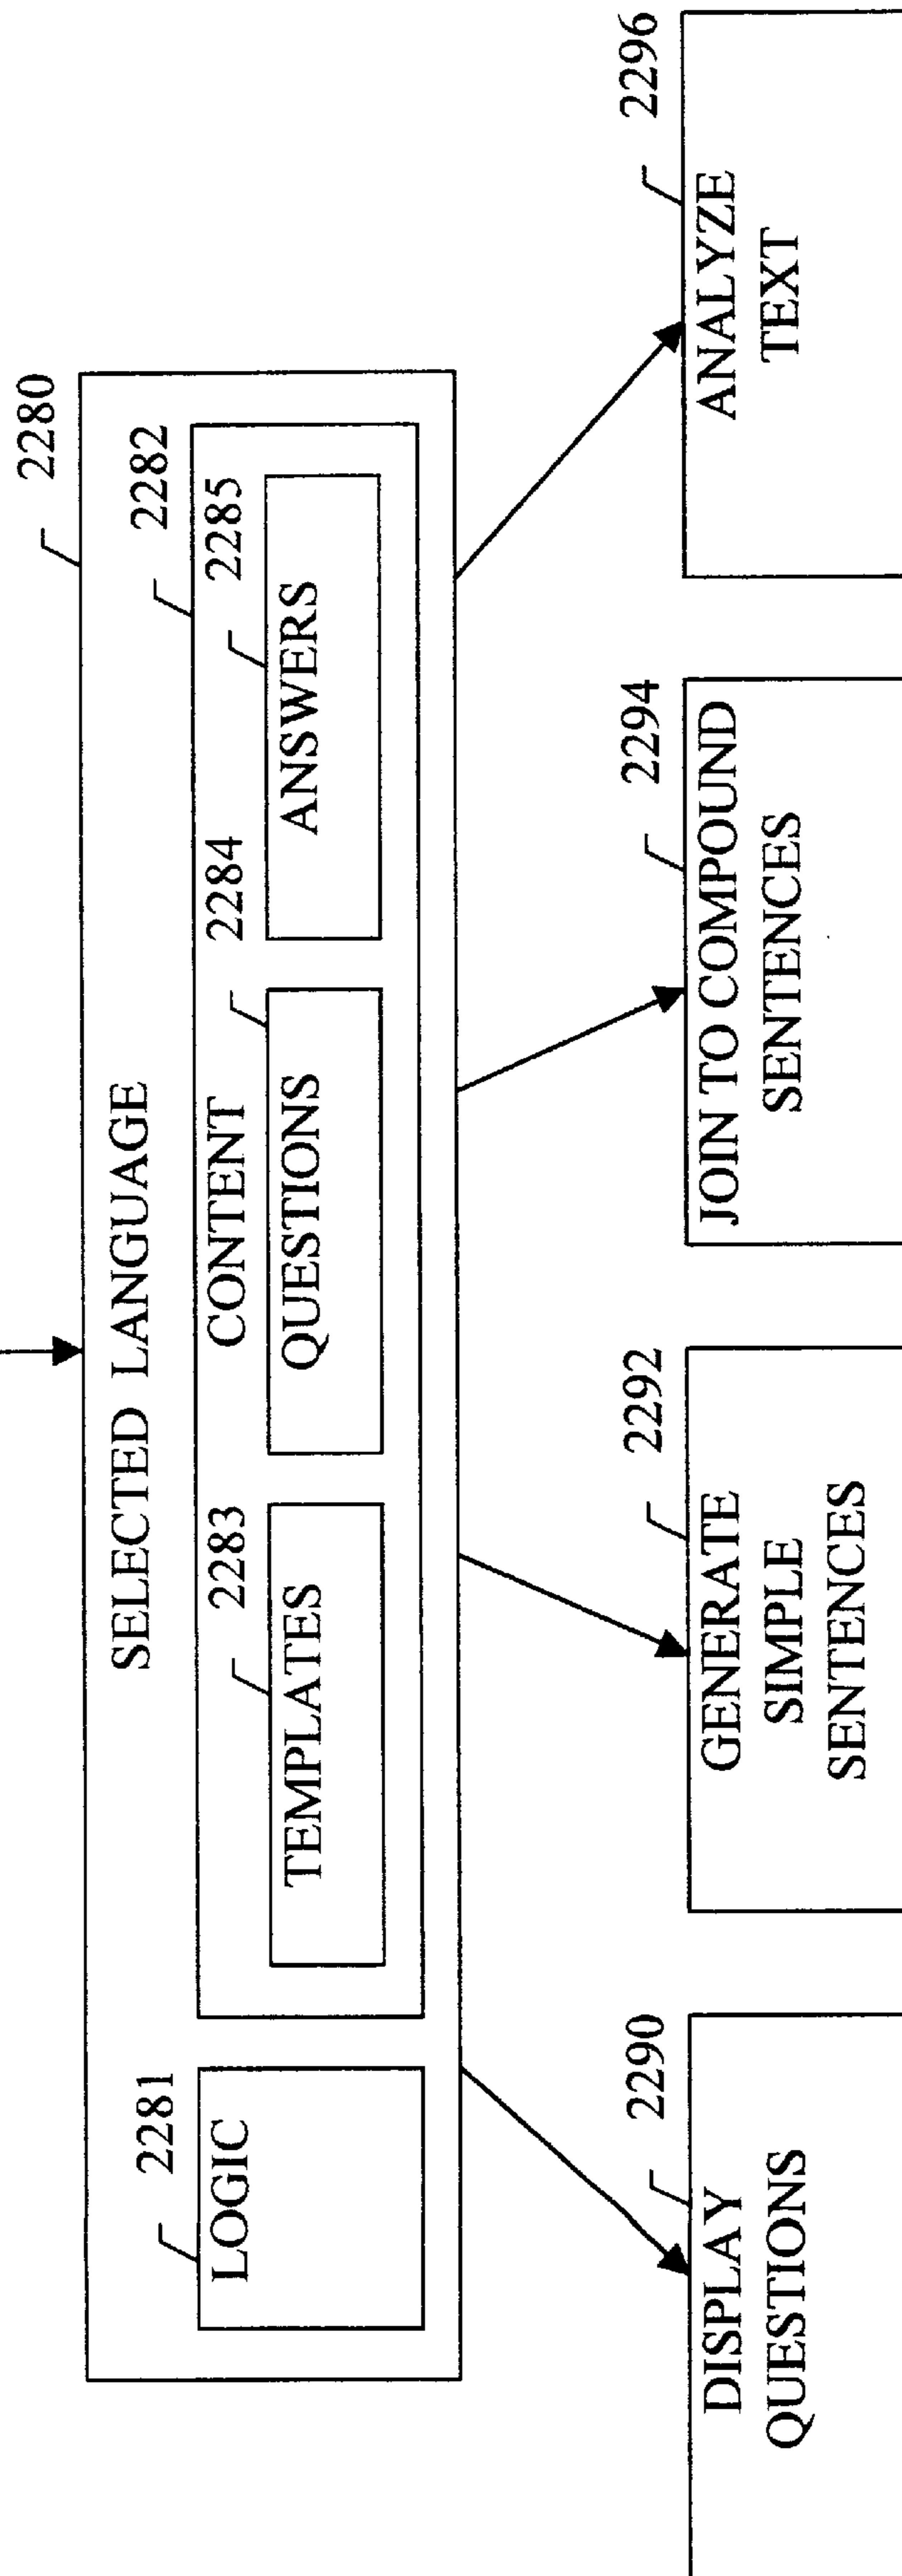 2280
SELECTED LANGUAGE
2281
2282
LOGIC
CONTENT
2283
2284
2285
TEMPLATES
QUESTIONS
ANSWERS
2290
2292
2294
2296
DISPLAY
QUESTIONS
GENERATE
SIMPLE
SENTENCES
JOIN TO COMPOUND
SENTENCES
ANALYZE
TEXT